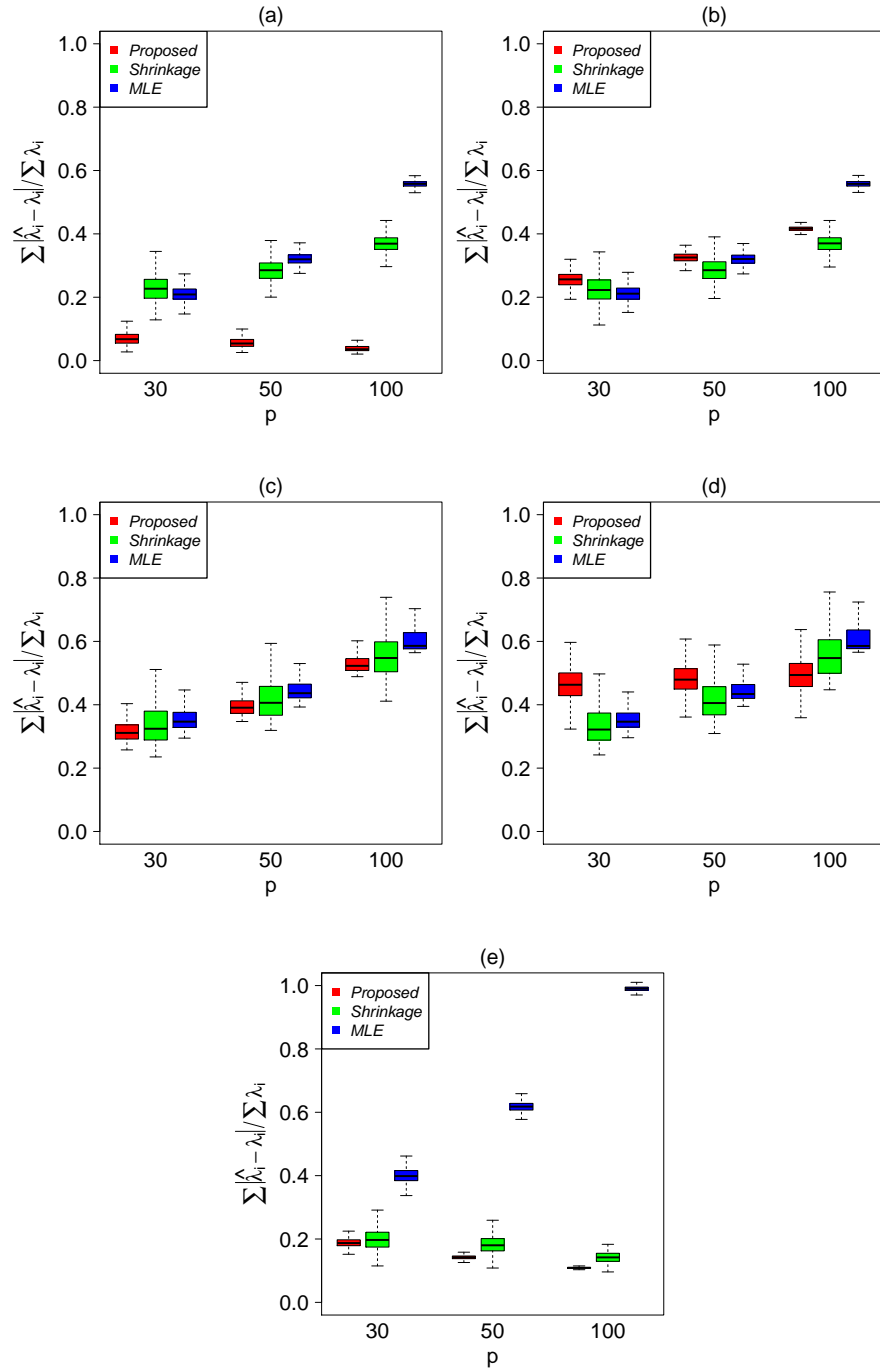 (a)
Proposed
Shrinkage
MLE
1.0
0.8
0.6
0.4
0.2
0.0
Σ|λ̂ᵢ − λᵢ|/Σλᵢ
30 50 100
p
(b)
Proposed
Shrinkage
MLE
1.0
0.8
0.6
0.4
0.2
0.0
Σ|λ̂ᵢ − λᵢ|/Σλᵢ
30 50 100
p
(c)
Proposed
Shrinkage
MLE
1.0
0.8
0.6
0.4
0.2
0.0
Σ|λ̂ᵢ − λᵢ|/Σλᵢ
30 50 100
p
(d)
Proposed
Shrinkage
MLE
1.0
0.8
0.6
0.4
0.2
0.0
Σ|λ̂ᵢ − λᵢ|/Σλᵢ
30 50 100
p
(e)
Proposed
Shrinkage
MLE
1.0
0.8
0.6
0.4
0.2
0.0
Σ|λ̂ᵢ − λᵢ|/Σλᵢ
30 50 100
p